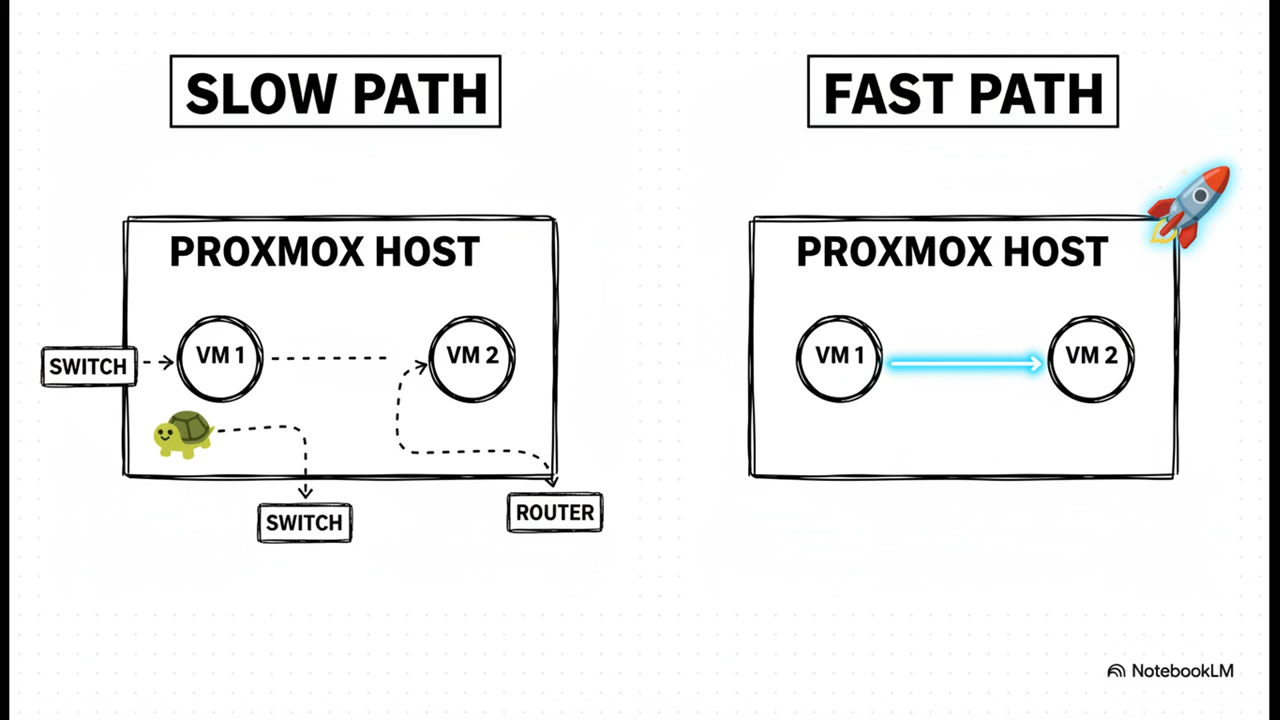 SLOW PATH
PROXMOX HOST
SWITCH
VM 1
VM 2
SWITCH
ROUTER
FAST PATH
PROXMOX HOST
VM 1
VM 2
NotebookLM